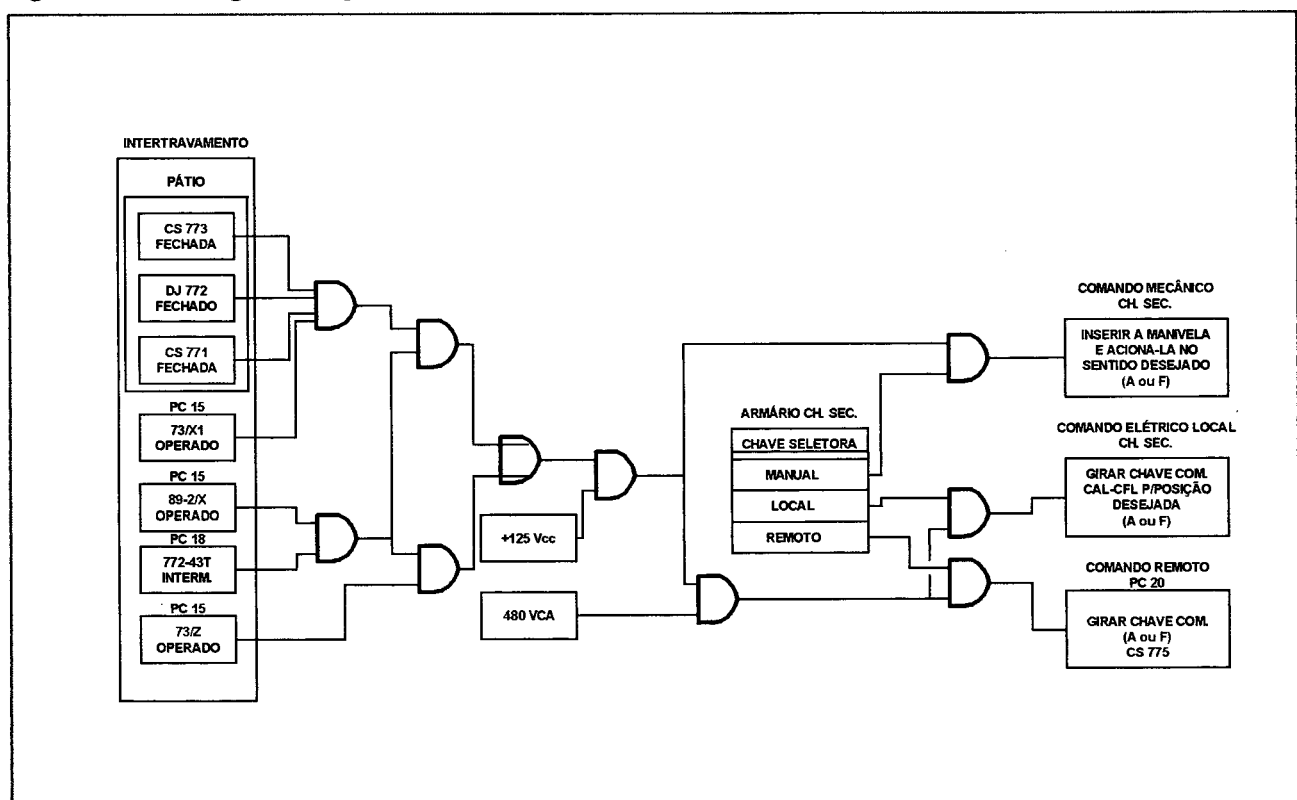 INTERTRAVAMENTO
PÁTIO
CS 773
FECHADA
DJ 772
FECHADO
CS 771
FECHADA
PC 15
73/X1
OPERADO
PC 15
89-2/X
OPERADO
PC 18
772-43T
INTERM.
PC 15
73/Z
OPERADO
+125 Vcc
480 VCA
ARMÁRIO CH. SEC.
CHAVE SELETORA
MANUAL
LOCAL
REMOTO
COMANDO MECÂNICO
CH. SEC.
INSERIR A MANIVELA
E ACIONA-LA NO
SENTIDO DESEJADO
(A ou F)
COMANDO ELÉTRICO LOCAL
CH. SEC.
GIRAR CHAVE COM.
CAL-CFL P/POSIÇÃO
DESEJADA
(A ou F)
COMANDO REMOTO
PC 20
GIRAR CHAVE COM.
(A ou F)
CS 775